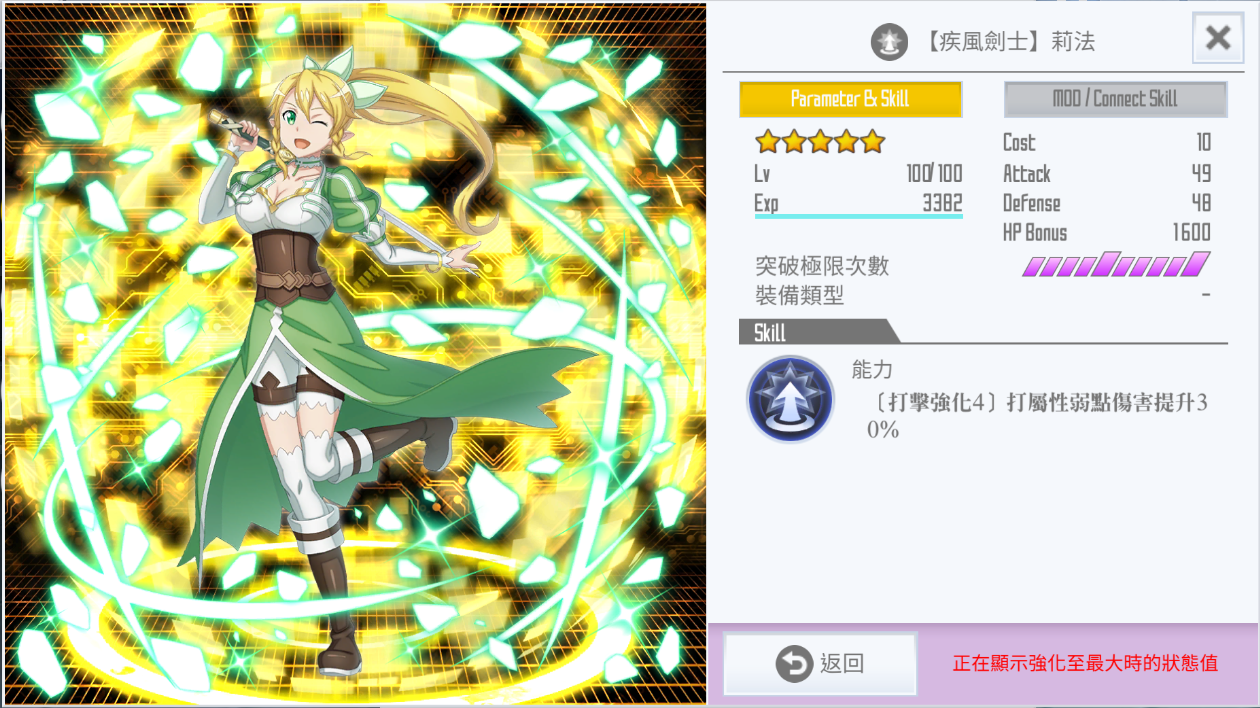 【疾風劍士】莉法
Parameter & Skill
MOD / Connect Skill
Lv 100/100
Exp 3382
Cost 10
Attack 49
Defense 48
HP Bonus 1600
突破極限次數
裝備類型 -
Skill
能力
〔打擊強化4〕打屬性弱點傷害提升3
0%
返回
正在顯示強化至最大時的狀態值